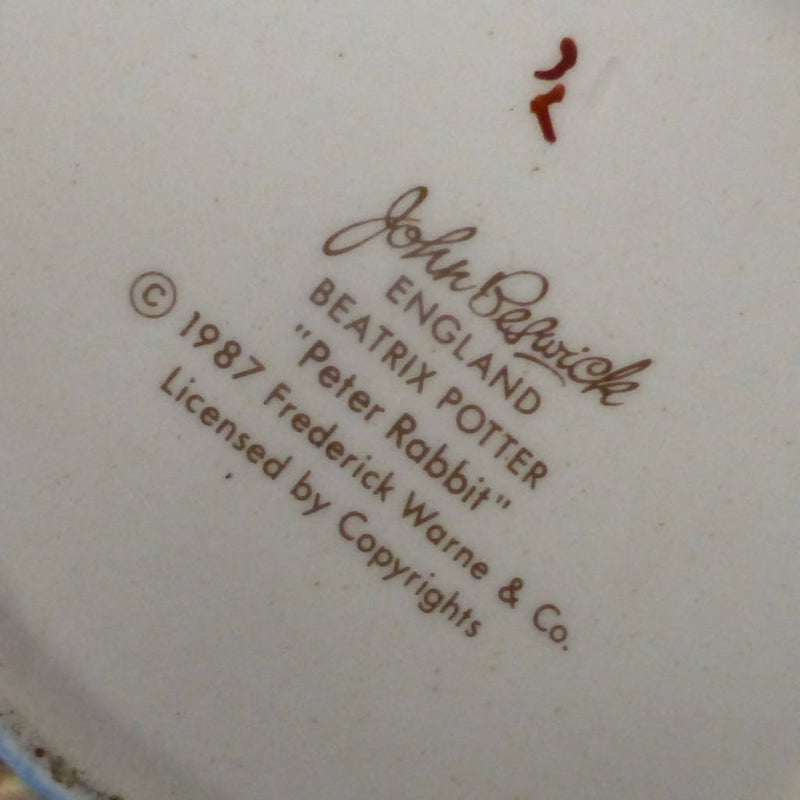 John Beswick
ENGLAND
BEATRIX POTTER
"Peter Rabbit"
© 1987 Frederick Warne & Co.
Licensed by Copyrights